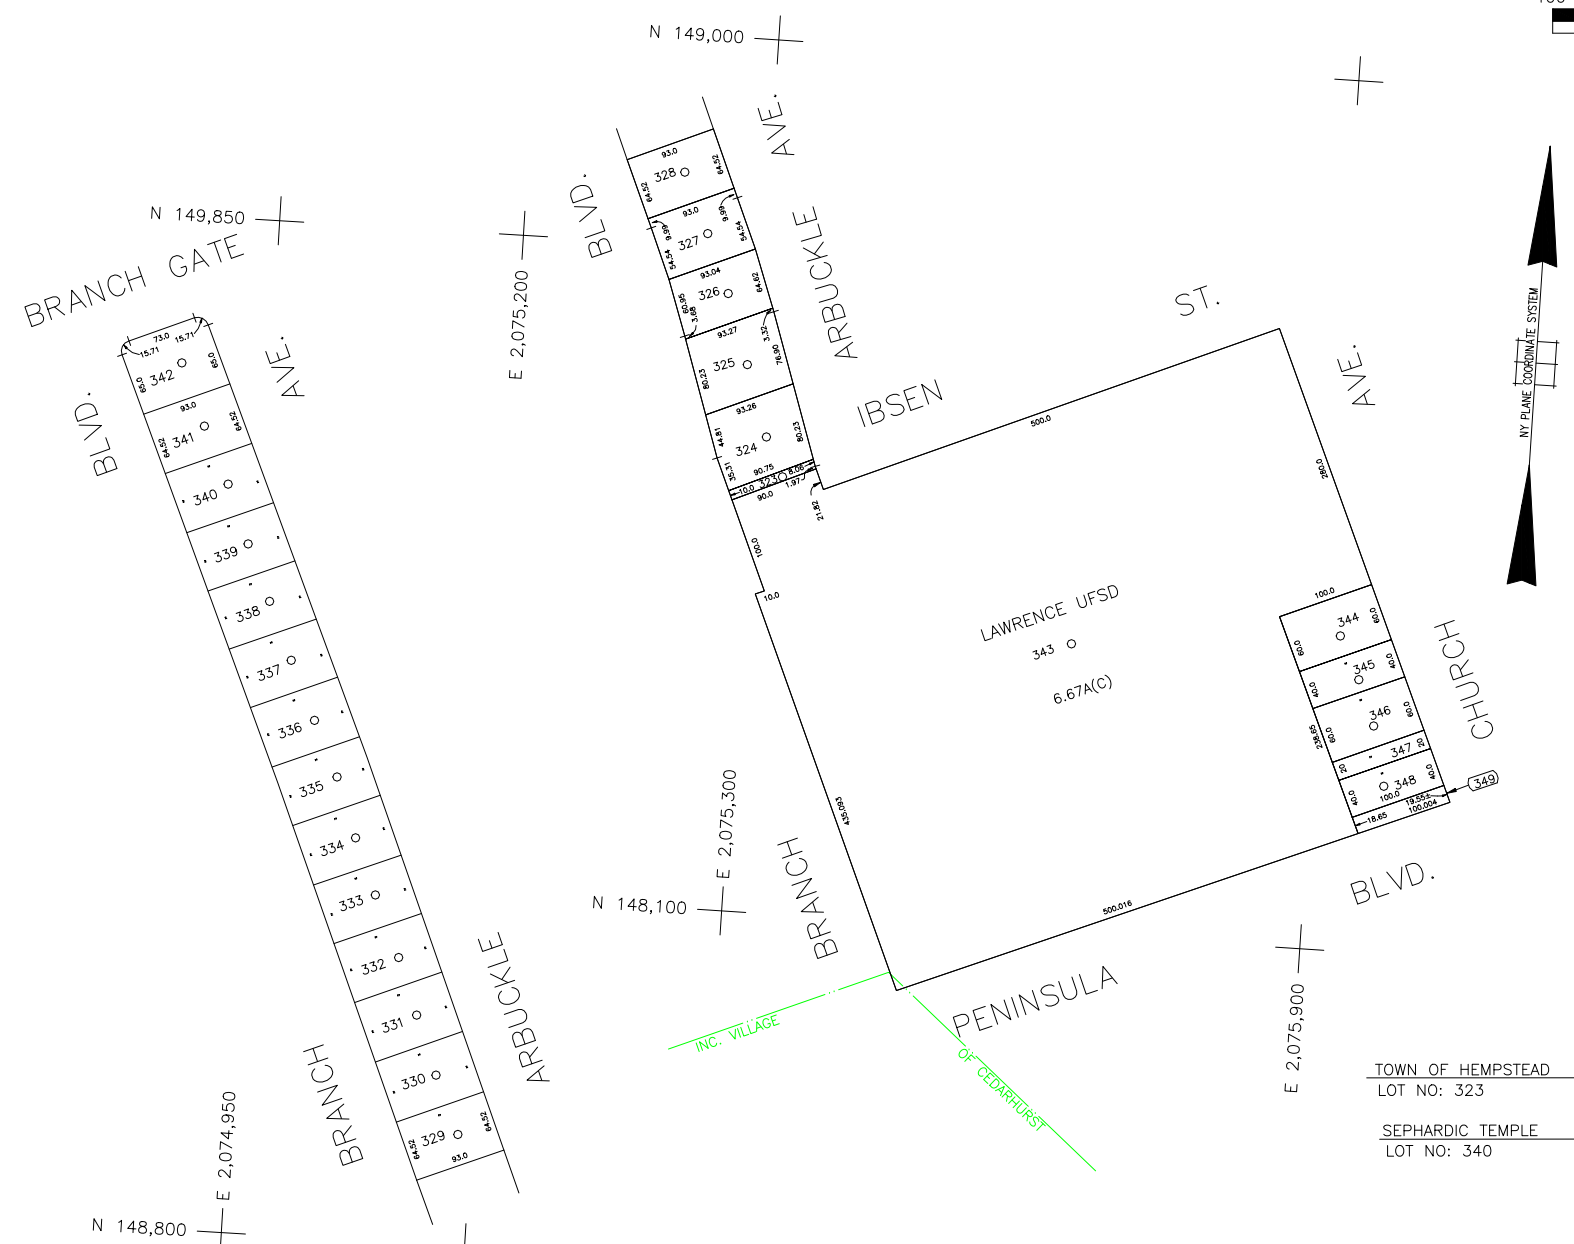 100
N 149,000
AVE.
BLVD.
N 149,850
BRANCH GATE
93.0
328
64.52
64.52
93.0
9.99
9.99
327
54.54
54.54
ARBUCKLE
93.04
326
64.62
60.95
3.68
93.27
3.32
325
76.90
80.23
93.26
324
80.23
44.81
35.31
90.75
8.06
10.0
323
1.97
90.0
21.82
100.0
10.0
E 2,075,200
NY PLANE COORDINATE SYSTEM
ST.
IBSEN
500.0
AVE.
280.0
73.0
15.71
15.71
65.0
65.0
342
AVE.
BLVD.
93.0
341
64.52
64.52
340
339
338
337
336
335
334
333
332
331
330
329
64.52
64.52
93.0
LAWRENCE UFSD
343
6.67A(C)
100.0
344
60.0
60.0
345
40.0
40.0
346
60.0
60.0
238.65
347
20
20
348
40.0
40.0
100.0
19.55±
100.004
18.65
349
CHURCH
BLVD.
435.093
E 2,075,300
N 148,100
BRANCH
500.016
PENINSULA
INC. VILLAGE
OF CEDARHURST
E 2,075,900
ARBUCKLE
BRANCH
E 2,074,950
N 148,800
TOWN OF HEMPSTEAD
LOT NO: 323
SEPHARDIC TEMPLE
LOT NO: 340